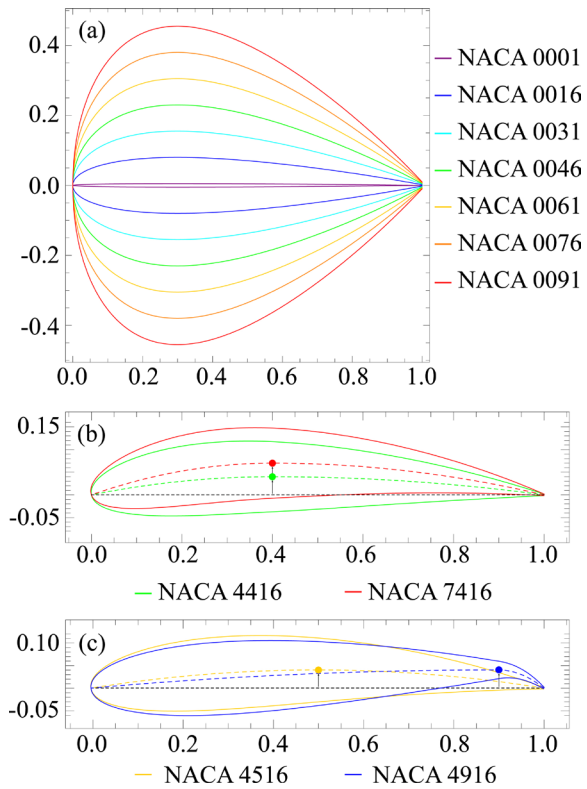 (a)
0.4
0.2
0.0
-0.2
-0.4
0.0 0.2 0.4 0.6 0.8 1.0
NACA 0001
NACA 0016
NACA 0031
NACA 0046
NACA 0061
NACA 0076
NACA 0091
(b)
0.15
-0.05
0.0 0.2 0.4 0.6 0.8 1.0
NACA 4416 NACA 7416
(c)
0.10
-0.05
0.0 0.2 0.4 0.6 0.8 1.0
NACA 4516 NACA 4916